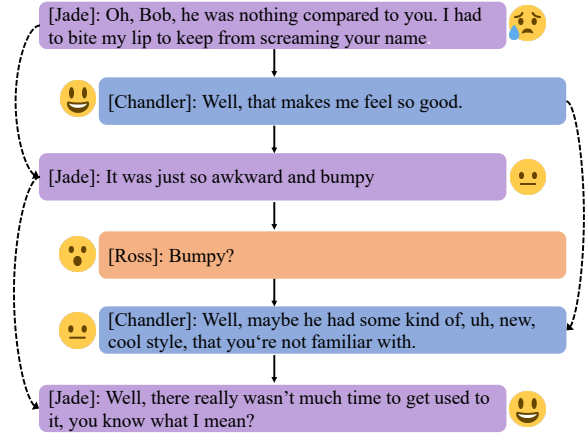 [Jade]: Oh, Bob, he was nothing compared to you. I had
to bite my lip to keep from screaming your name.
[Chandler]: Well, that makes me feel so good.
[Jade]: It was just so awkward and bumpy
[Ross]: Bumpy?
[Chandler]: Well, maybe he had some kind of, uh, new,
cool style, that you‘re not familiar with.
[Jade]: Well, there really wasn’t much time to get used to
it, you know what I mean?